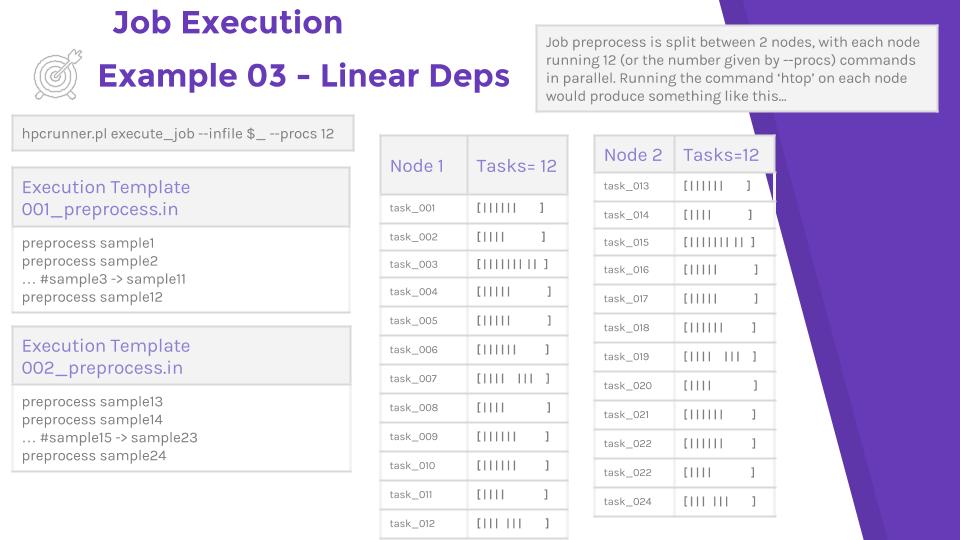 Job Execution
Example 03 - Linear Deps
Job preprocess is split between 2 nodes, with each node
running 12 (or the number given by --procs) commands
in parallel. Running the command ‘htop’ on each node
would produce something like this…
hpcrunner.pl execute_job --infile $_ --procs 12
Execution Template
001_preprocess.in
preprocess sample1
preprocess sample2
… #sample3 -> sample11
preprocess sample12
Execution Template
002_preprocess.in
preprocess sample13
preprocess sample14
… #sample15 -> sample23
preprocess sample24
Node 1 Tasks= 12
task_001 [|||||| ]
task_002 [|||| ]
task_003 [|||||||| || ]
task_004 [||||| ]
task_005 [||||| ]
task_006 [|||||| ]
task_007 [|||| ||| ]
task_008 [|||| ]
task_009 [|||||| ]
task_010 [|||||| ]
task_011 [|||| ]
task_012 [||| ||| ]
Node 2 Tasks=12
task_013 [|||||| ]
task_014 [|||| ]
task_015 [|||||||| || ]
task_016 [||||| ]
task_017 [||||| ]
task_018 [|||||| ]
task_019 [|||| ||| ]
task_020 [|||| ]
task_021 [|||||| ]
task_022 [|||||| ]
task_022 [|||| ]
task_024 [||| ||| ]